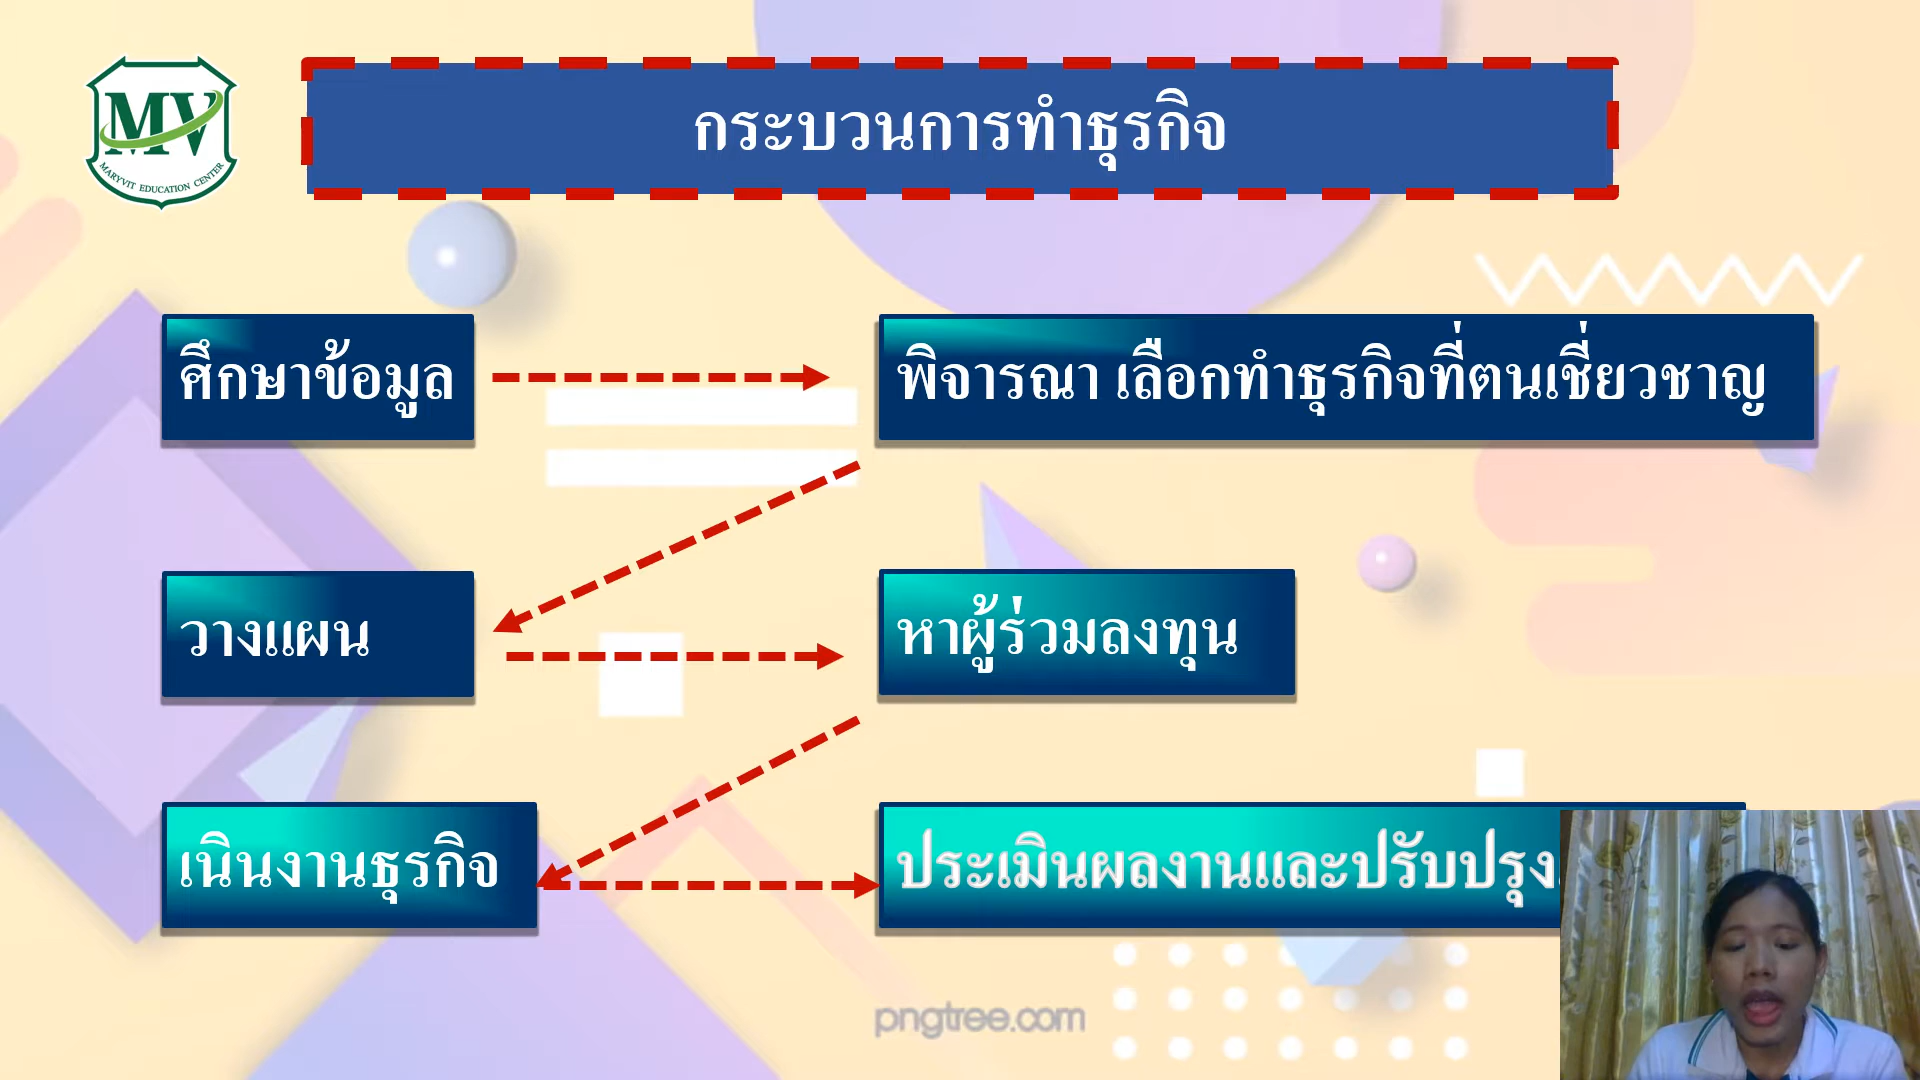 กระบวนการทำธุรกิจ
MV
MARYVIT EDUCATION CENTER
ศึกษาข้อมูล
พิจารณา เลือกทำธุรกิจที่ตนเชี่ยวชาญ
วางแผน
หาผู้ร่วมลงทุน
เนินงานธุรกิจ
ประเมินผลงานและปรับปรุง
pngtree.com